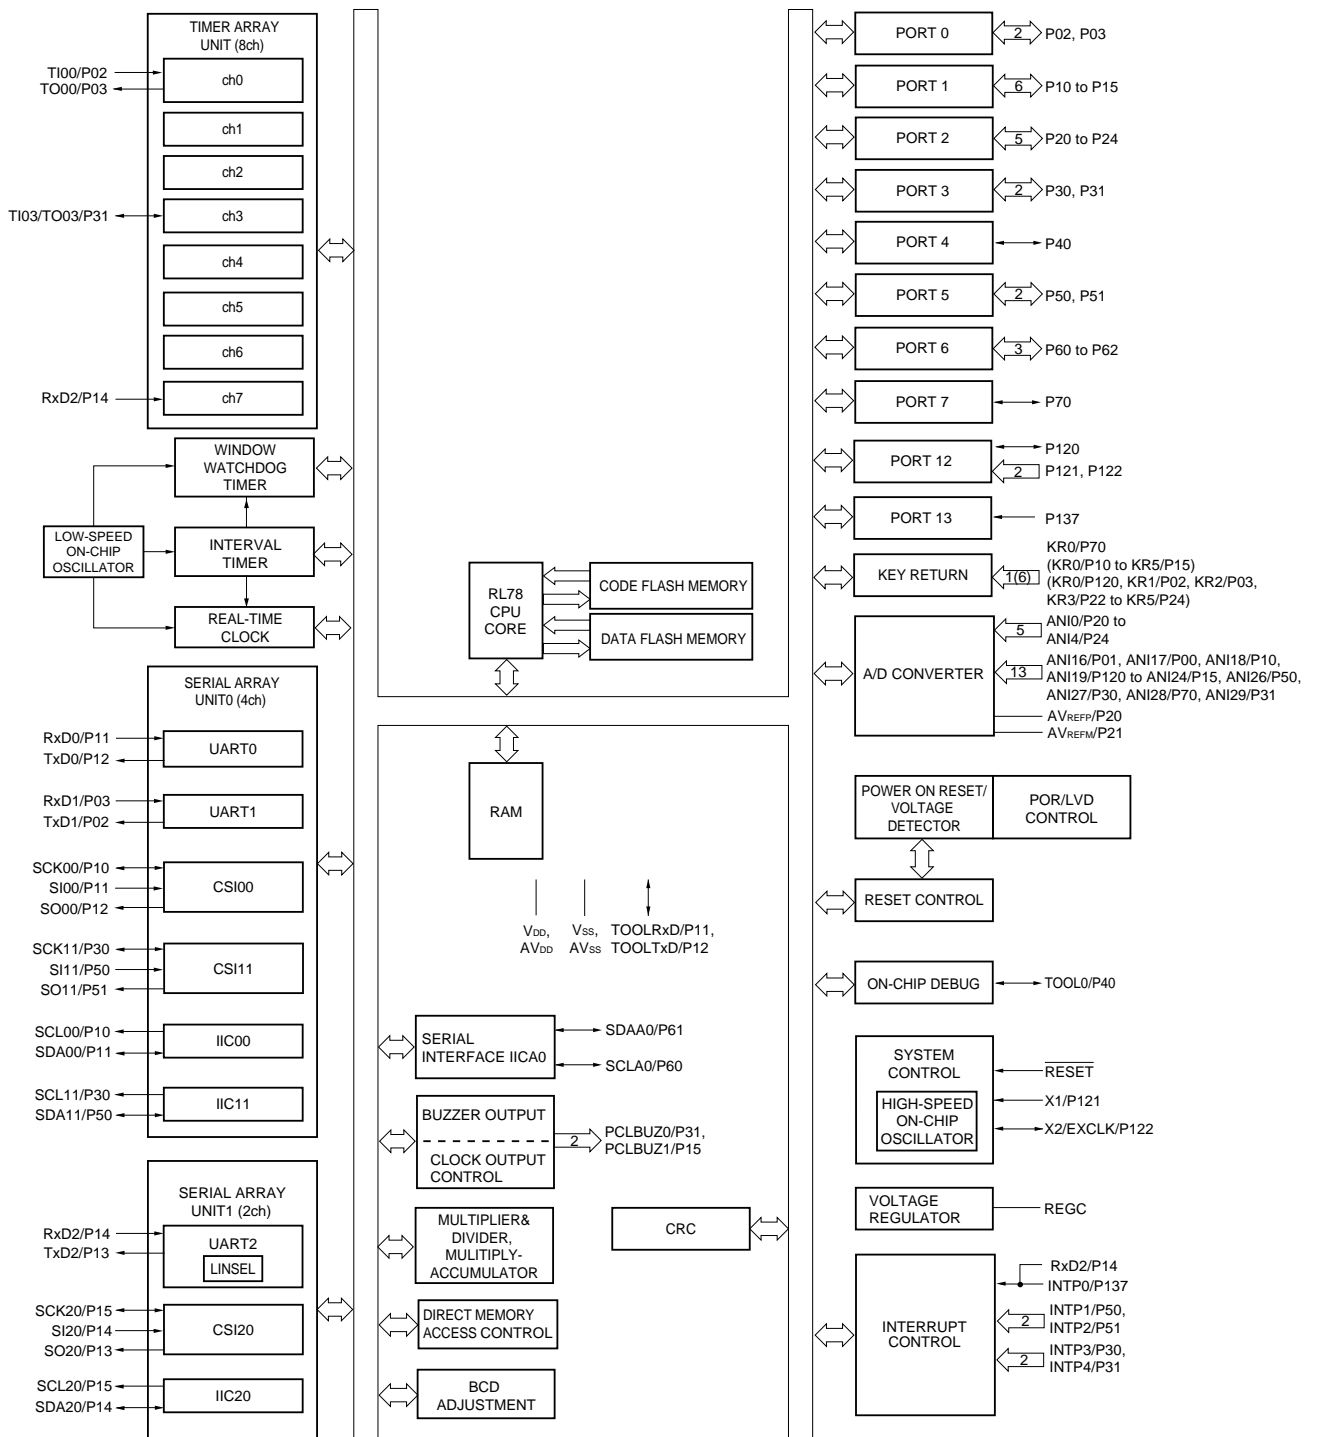 TIMER ARRAY
UNIT (8ch)
TI00/P02
TO00/P03
ch0
ch1
ch2
TI03/TO03/P31
ch3
ch4
ch5
ch6
RxD2/P14
ch7
WINDOW
WATCHDOG
TIMER
LOW-SPEED
ON-CHIP
OSCILLATOR
INTERVAL
TIMER
REAL-TIME
CLOCK
SERIAL ARRAY
UNIT0 (4ch)
RxD0/P11
TxD0/P12
UART0
RxD1/P03
TxD1/P02
UART1
SCK00/P10
SI00/P11
SO00/P12
CSI00
SCK11/P30
SI11/P50
SO11/P51
CSI11
SCL00/P10
SDA00/P11
IIC00
SCL11/P30
SDA11/P50
IIC11
SERIAL ARRAY
UNIT1 (2ch)
RxD2/P14
TxD2/P13
UART2
LINSEL
SCK20/P15
SI20/P14
SO20/P13
CSI20
SCL20/P15
SDA20/P14
IIC20
RL78
CPU
CORE
CODE FLASH MEMORY
DATA FLASH MEMORY
RAM
VDD,
AVDD
VSS,
AVSS
TOOLRxD/P11,
TOOLTxD/P12
SERIAL
INTERFACE IICA0
SDAA0/P61
SCLA0/P60
BUZZER OUTPUT
CLOCK OUTPUT
CONTROL
2
PCLBUZ0/P31,
PCLBUZ1/P15
MULTIPLIER&
DIVIDER,
MULITIPLY-
ACCUMULATOR
CRC
DIRECT MEMORY
ACCESS CONTROL
BCD
ADJUSTMENT
PORT 0
2
P02, P03
PORT 1
6
P10 to P15
PORT 2
5
P20 to P24
PORT 3
2
P30, P31
PORT 4
P40
PORT 5
2
P50, P51
PORT 6
3
P60 to P62
PORT 7
P70
PORT 12
P120
2
P121, P122
PORT 13
P137
KEY RETURN
1(6)
KR0/P70
(KR0/P10 to KR5/P15)
(KR0/P120, KR1/P02, KR2/P03,
KR3/P22 to KR5/P24)
A/D CONVERTER
5
ANI0/P20 to
ANI4/P24
13
ANI16/P01, ANI17/P00, ANI18/P10,
ANI19/P120 to ANI24/P15, ANI26/P50,
ANI27/P30, ANI28/P70, ANI29/P31
AVREFP/P20
AVREFM/P21
POWER ON RESET/
VOLTAGE
DETECTOR
POR/LVD
CONTROL
RESET CONTROL
ON-CHIP DEBUG
TOOL0/P40
SYSTEM
CONTROL
HIGH-SPEED
ON-CHIP
OSCILLATOR
RESET
X1/P121
X2/EXCLK/P122
VOLTAGE
REGULATOR
REGC
INTERRUPT
CONTROL
RxD2/P14
INTP0/P137
2
INTP1/P50,
INTP2/P51
2
INTP3/P30,
INTP4/P31